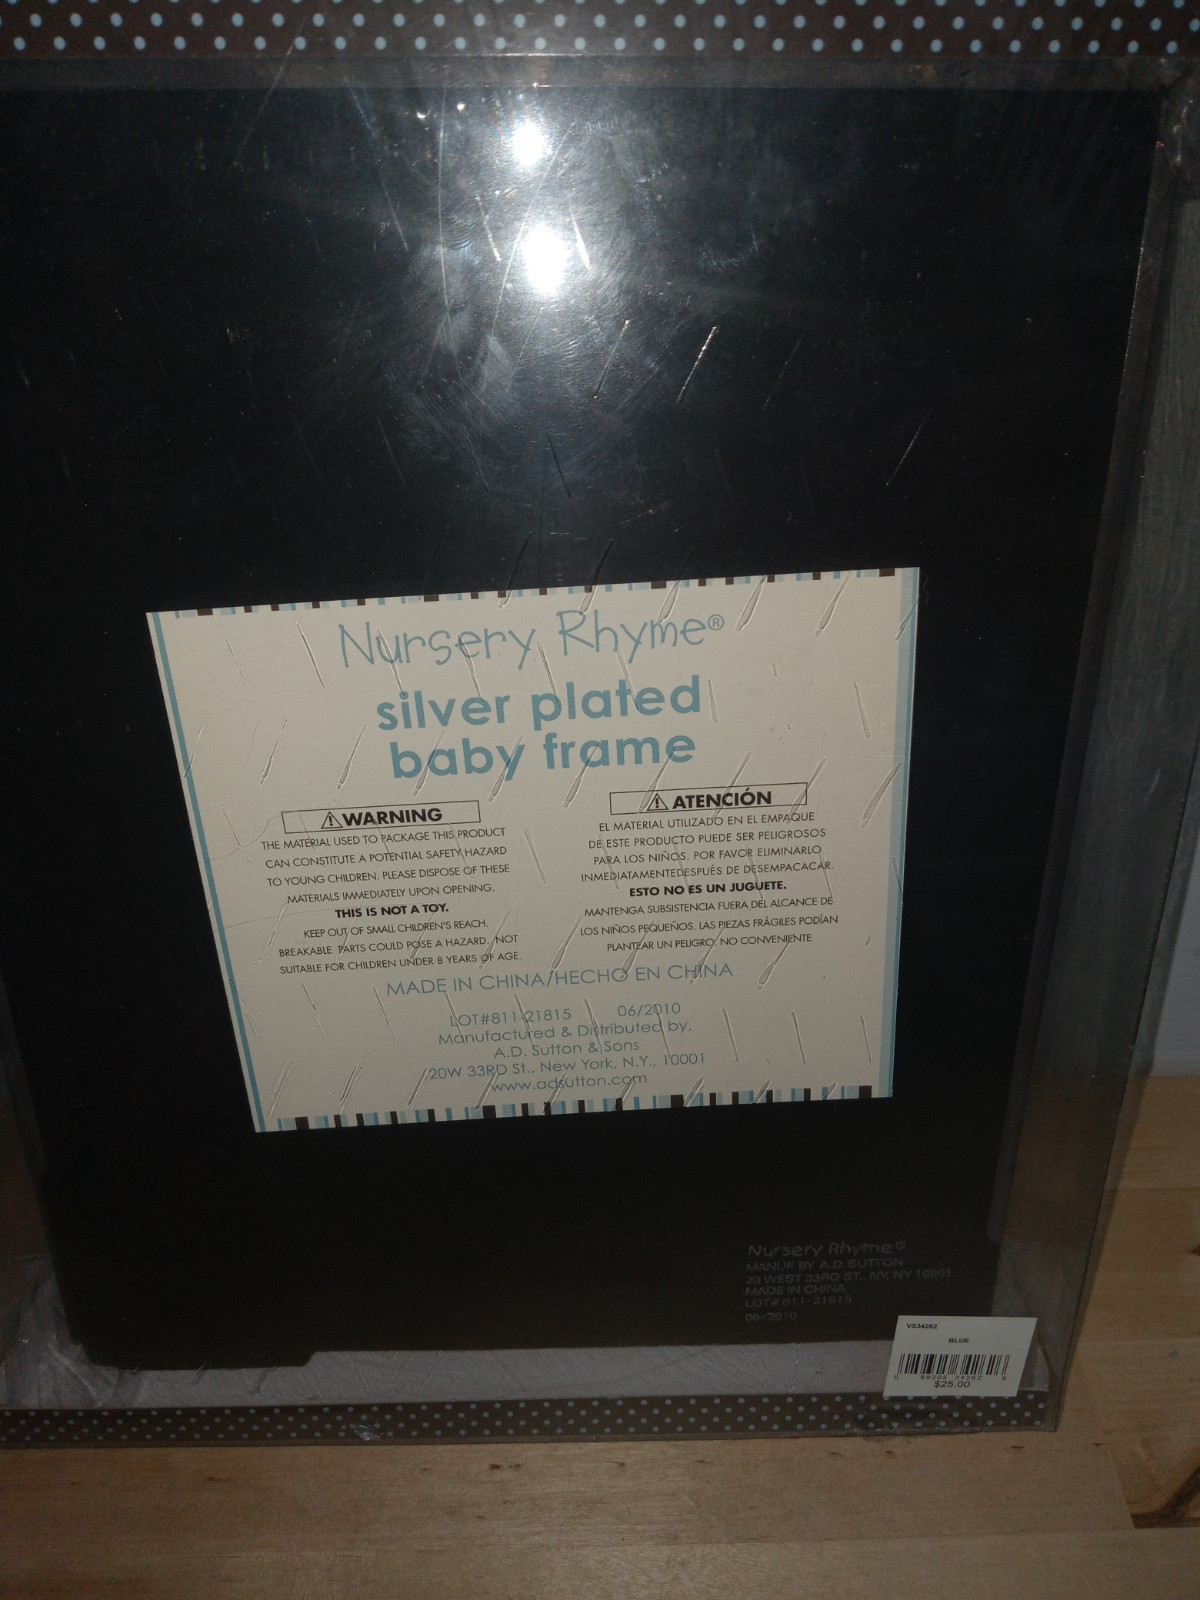 Nursery Rhyme®
silver plated
baby frame
⚠ WARNING
THE MATERIAL USED TO PACKAGE THIS PRODUCT
CAN CONSTITUTE A POTENTIAL SAFETY HAZARD
TO YOUNG CHILDREN. PLEASE DISPOSE OF THESE
MATERIALS IMMEDIATELY UPON OPENING.
THIS IS NOT A TOY.
KEEP OUT OF SMALL CHILDREN'S REACH.
BREAKABLE PARTS COULD POSE A HAZARD. NOT
SUITABLE FOR CHILDREN UNDER 8 YEARS OF AGE.
⚠ ATENCIÓN
EL MATERIAL UTILIZADO EN EL EMPAQUE
DE ESTE PRODUCTO PUEDE SER PELIGROSOS
PARA LOS NIÑOS. POR FAVOR ELIMINARLO
INMEDIATAMENTEDESPUÉS DE DESEMPACACAR.
ESTO NO ES UN JUGUETE.
MANTENGA SUBSISTENCIA FUERA DEL ALCANCE DE
LOS NIÑOS PEQUEÑOS. LAS PIEZAS FRÁGILES PODÍAN
PLANTEAR UN PELIGRO. NO CONVENIENTE
MADE IN CHINA/HECHO EN CHINA
LOT#811-21815 06/2010
Manufactured & Distributed by,
A.D. Sutton & Sons
20W 33RD St., New York, N.Y., 10001
www.adsutton.com
Nursery Rhyme®
MANUF BY A.D. SUTTON
20 WEST 33RD ST., NY, NY 10001
MADE IN CHINA
LOT#811-21815
06-2010
VS34262
BLUE
0 89305 34262 6
$25.00